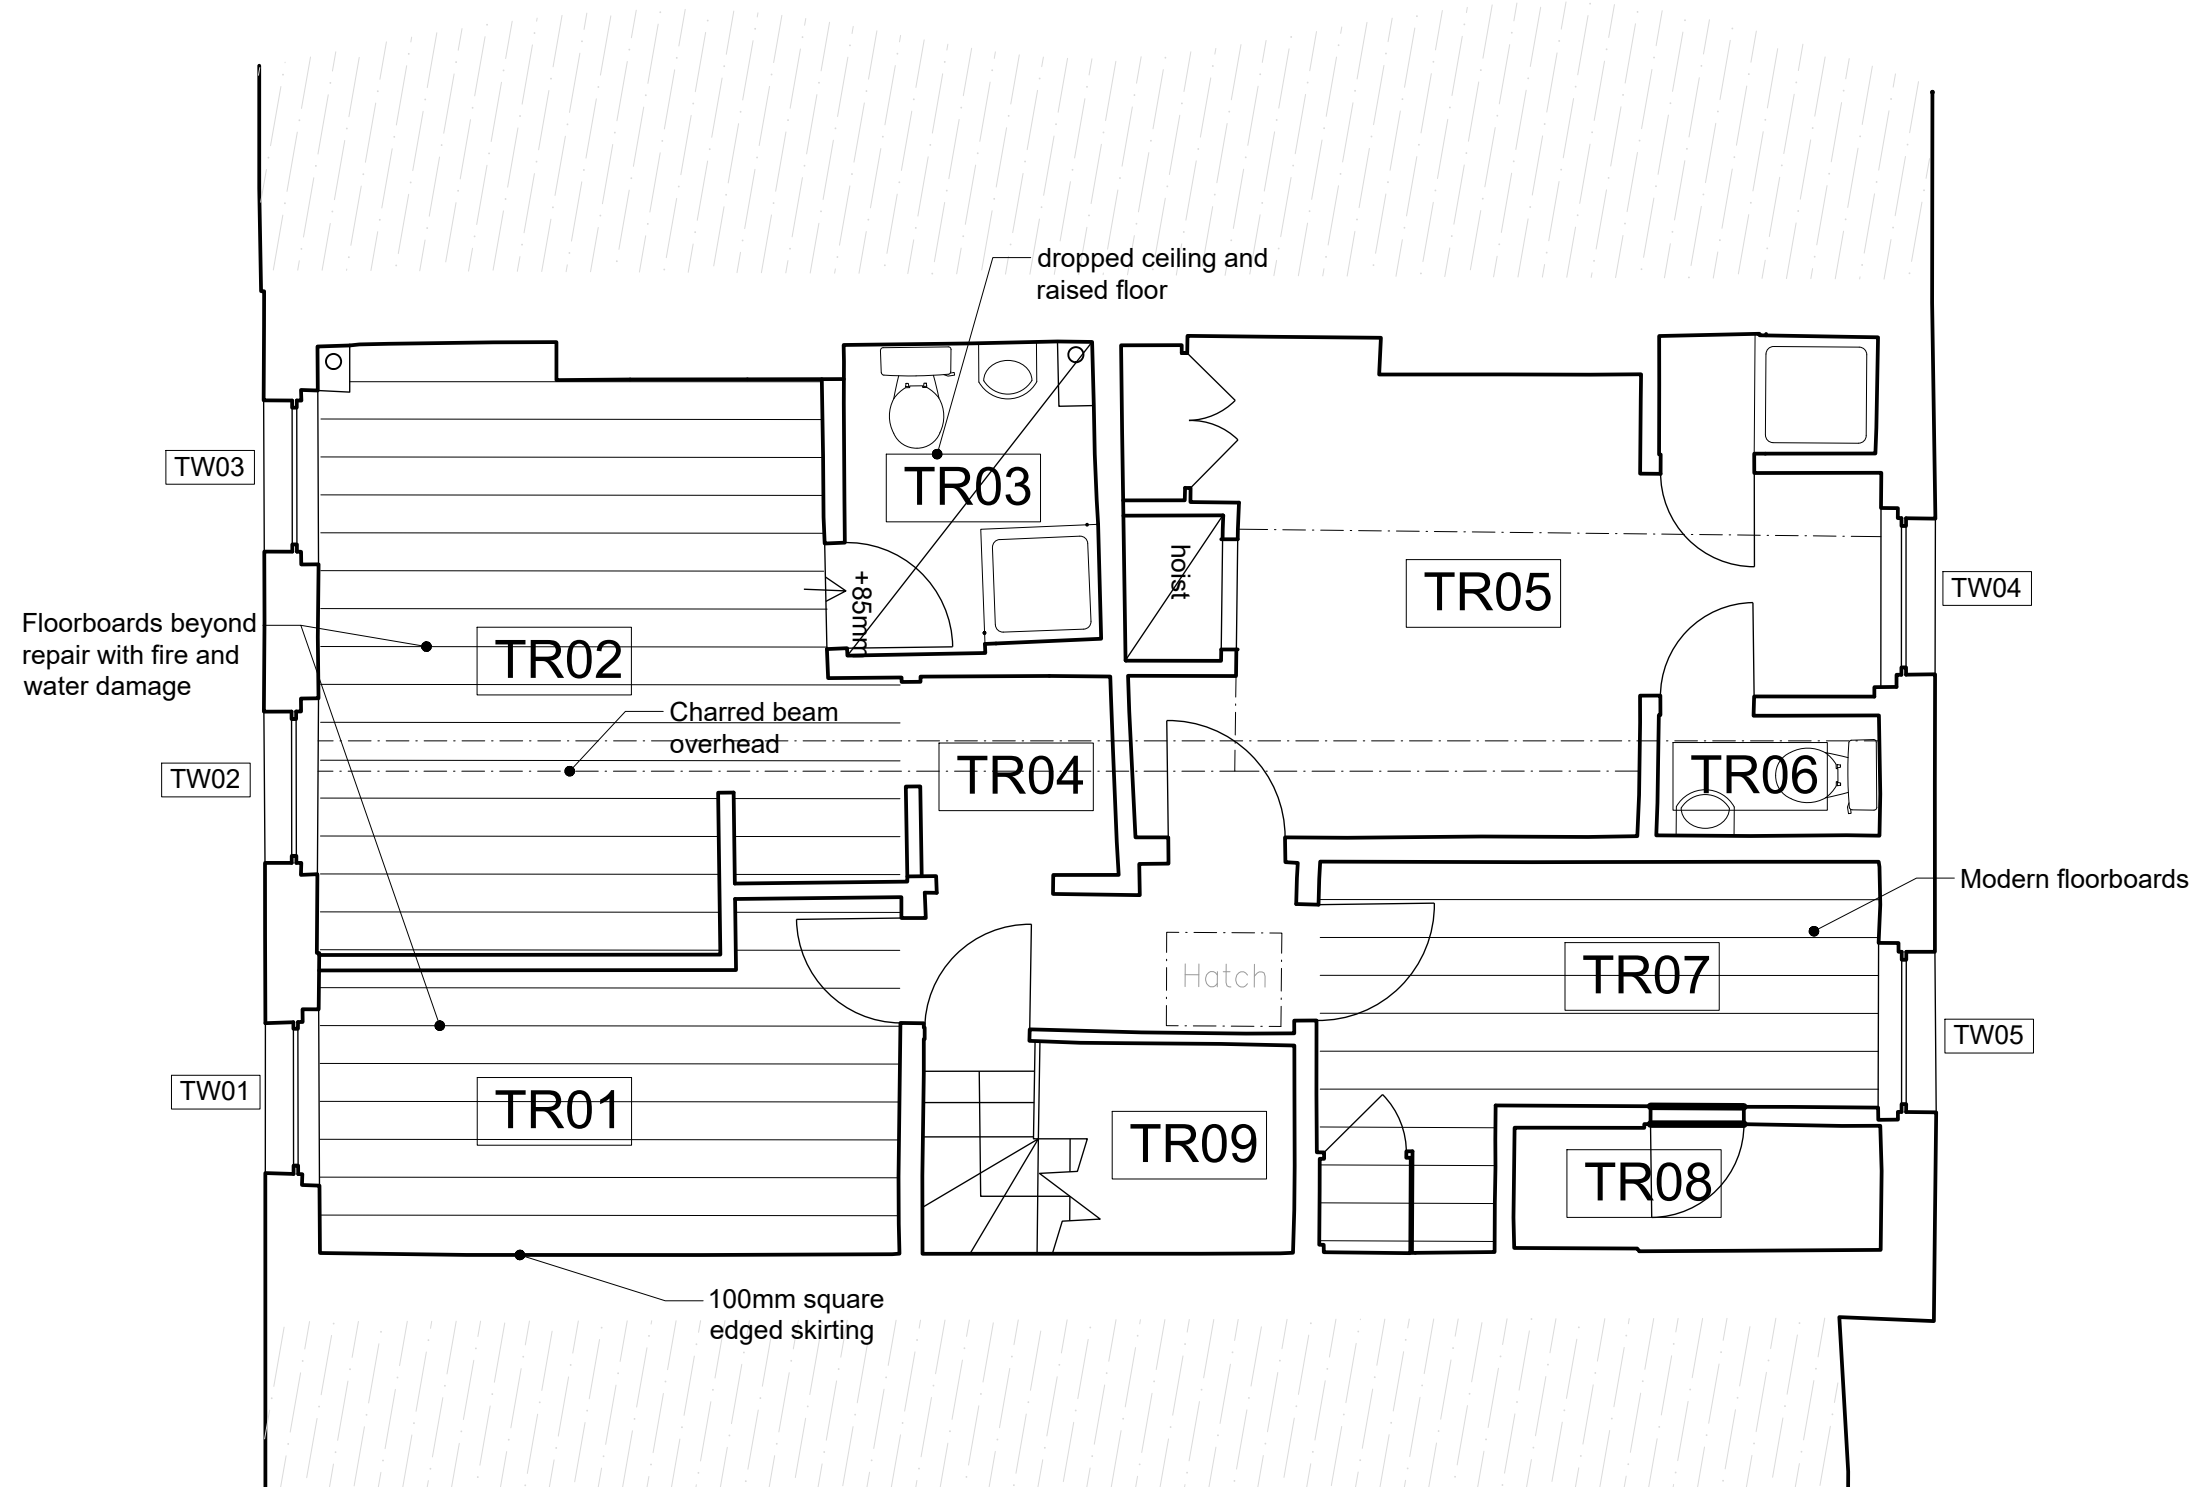 dropped ceiling and
raised floor
TW03
TR03
hoist
+85mm
TR05
TW04
Floorboards beyond
repair with fire and
water damage
TR02
Charred beam
overhead
TW02
TR04
TR06
Modern floorboards
Hatch
TR07
TW05
TW01
TR01
TR09
TR08
100mm square
edged skirting